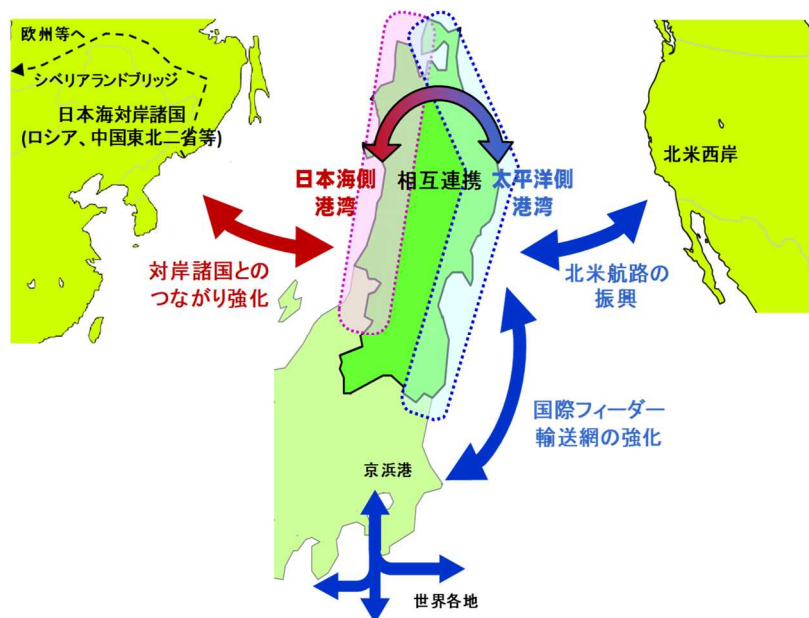 欧州等へ
シベリアランドブリッジ
日本海対岸諸国
(ロシア、中国東北二省等)
日本海側
港湾
相互連携
太平洋側
港湾
北米西岸
対岸諸国との
つながり強化
北米航路の
振興
国際フィーダー
輸送網の強化
京浜港
世界各地